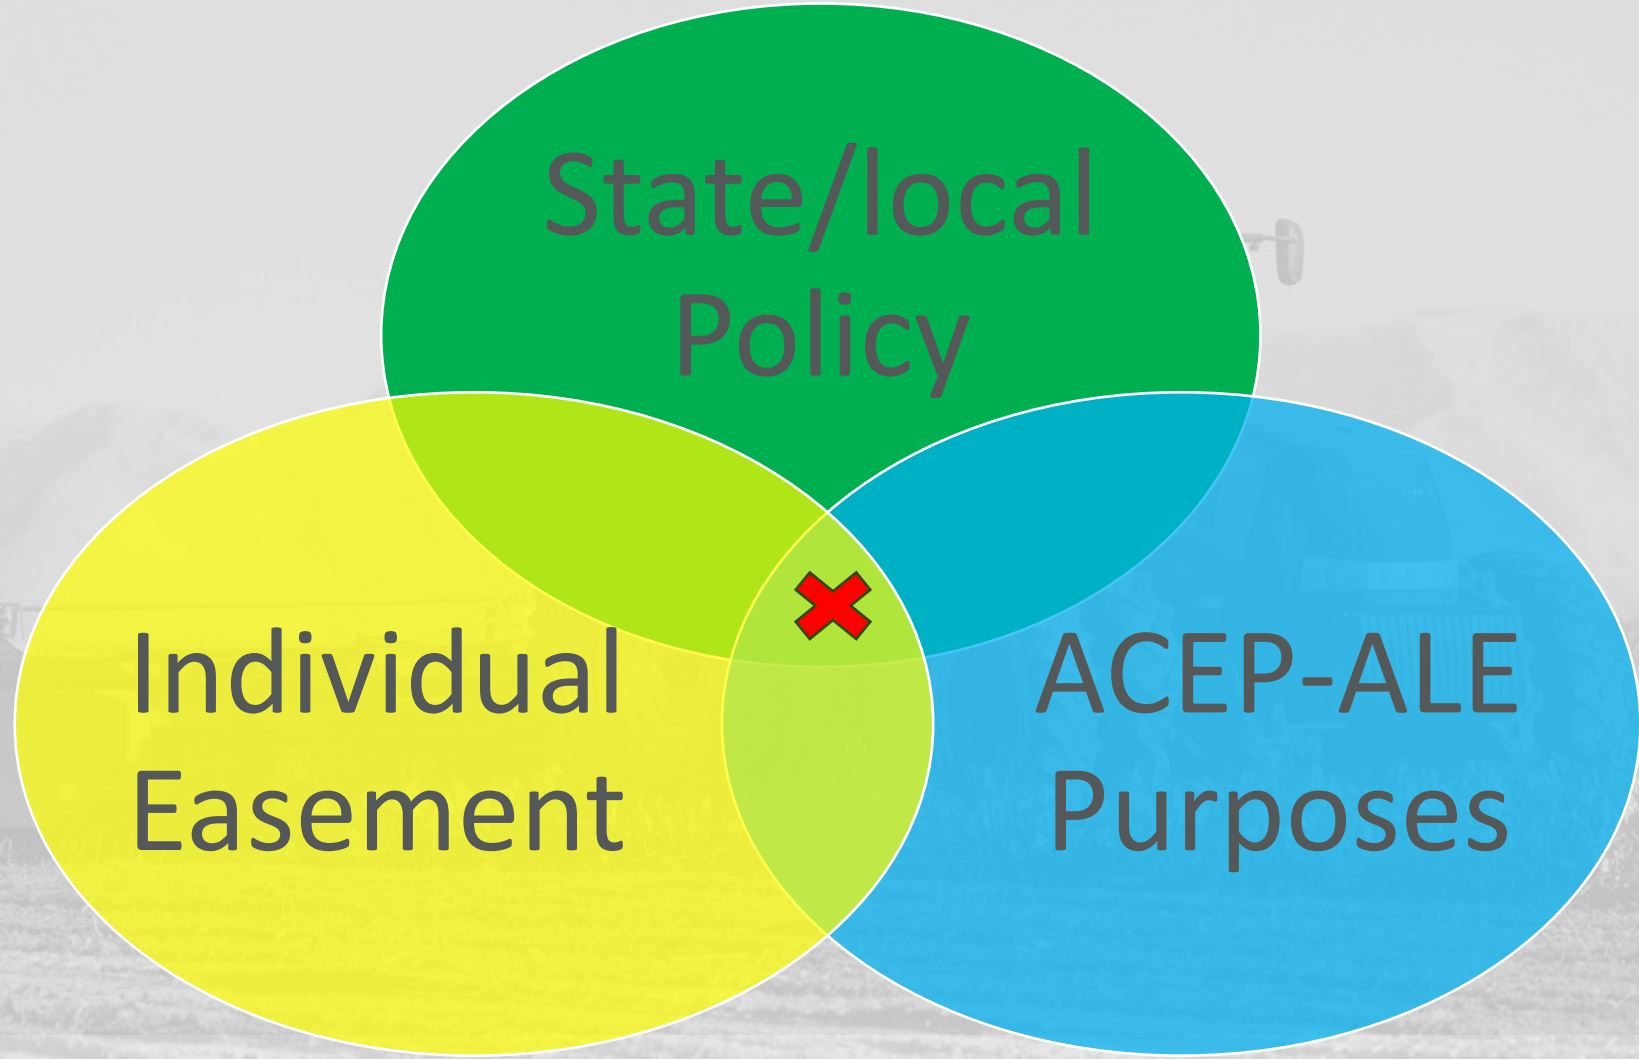 State/local
Policy
Individual
Easement
ACEP-ALE
Purposes